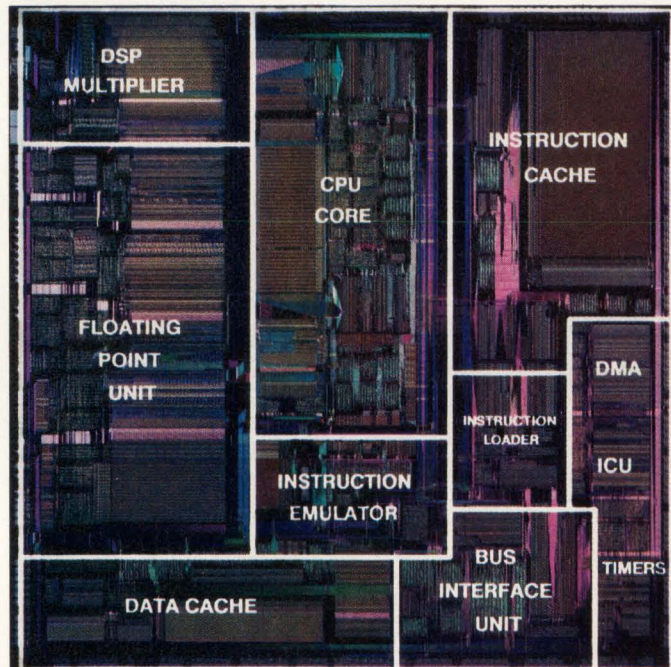 DSP
MULTIPLIER
CPU
CORE
INSTRUCTION
CACHE
FLOATING
POINT
UNIT
DMA
INSTRUCTION
LOADER
ICU
INSTRUCTION
EMULATOR
BUS
INTERFACE
UNIT
TIMERS
DATA CACHE